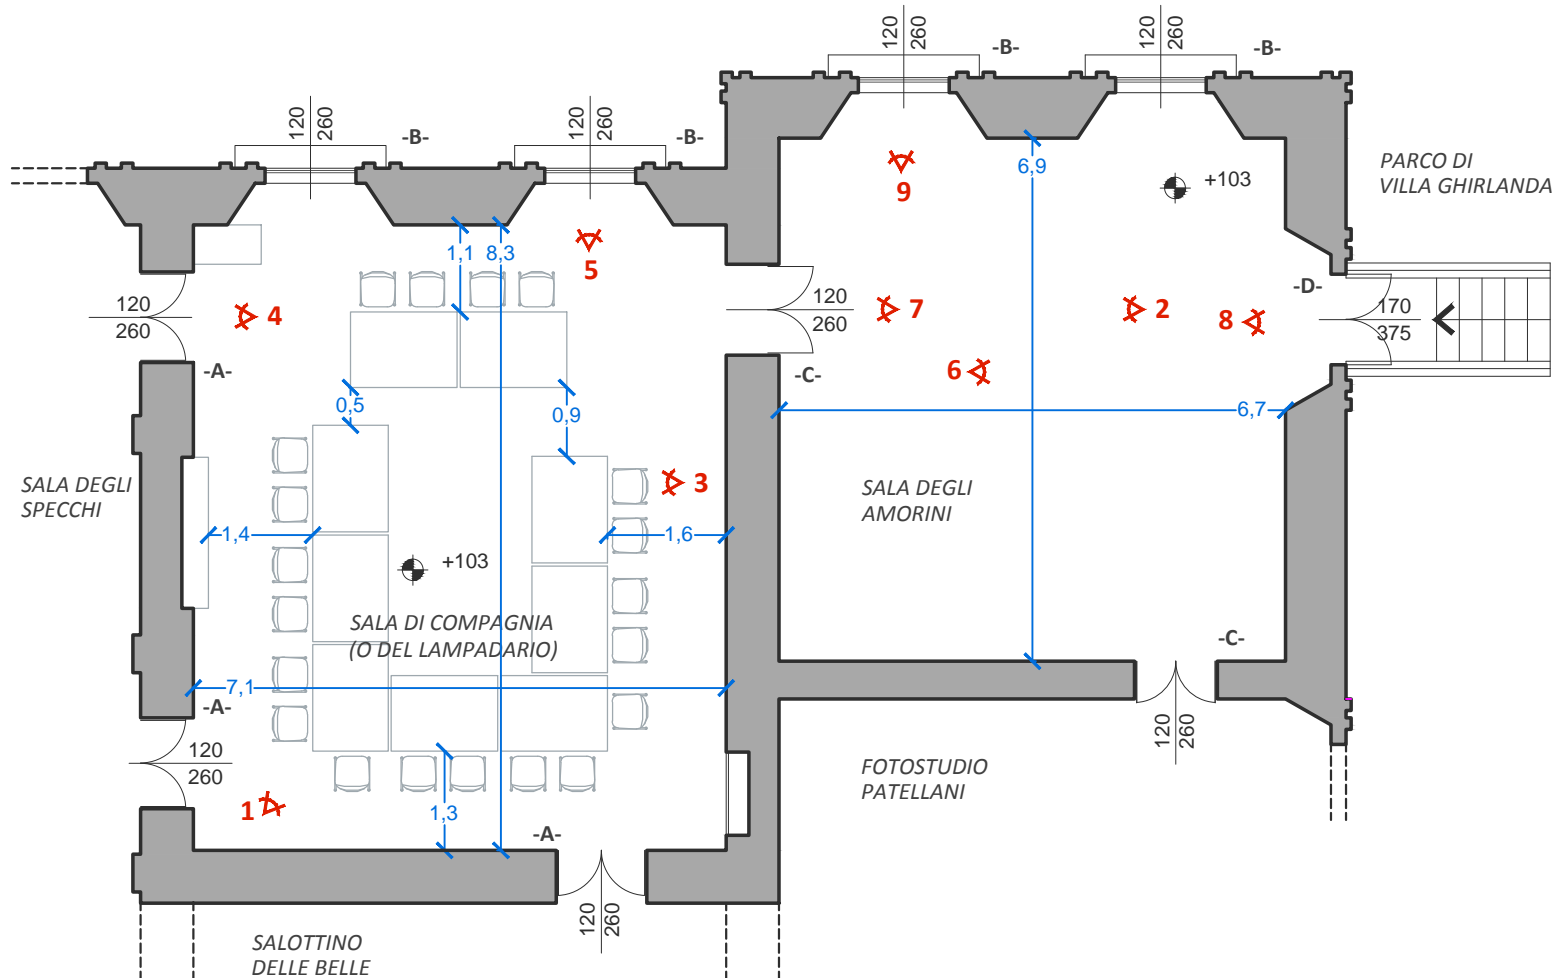 120
260
-B-
120
260
-B-
120
260
-B-
120
260
-B-
PARCO DI
VILLA GHIRLANDA
6,9
+103
9
1,1
8,3
5
4
120
260
-A-
120
260
-C-
7
2
8
-D-
170
375
6
6,7
0,5
0,9
SALA DEGLI
SPECCHI
3
SALA DEGLI
AMORINI
1,4
1,6
+103
SALA DI COMPAGNIA
(O DEL LAMPADARIO)
-C-
7,1
-A-
120
260
120
260
FOTOSTUDIO
PATELLANI
1
1,3
-A-
120
260
SALOTTINO
DELLE BELLE